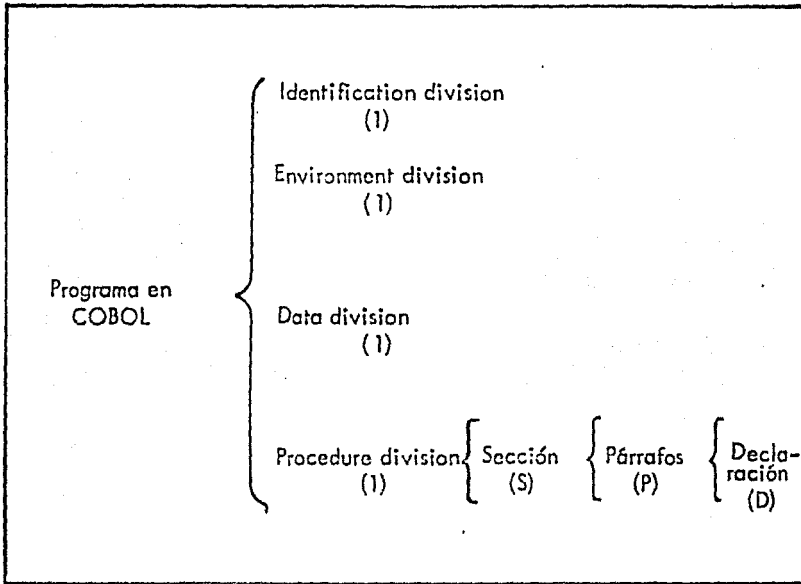 Identification division
(1)
Environment division
(1)
Programa en
COBOL
Data division
(1)
Procedure division
(1)
Sección
(S)
Párrafos
(P)
Decla-
ración
(D)